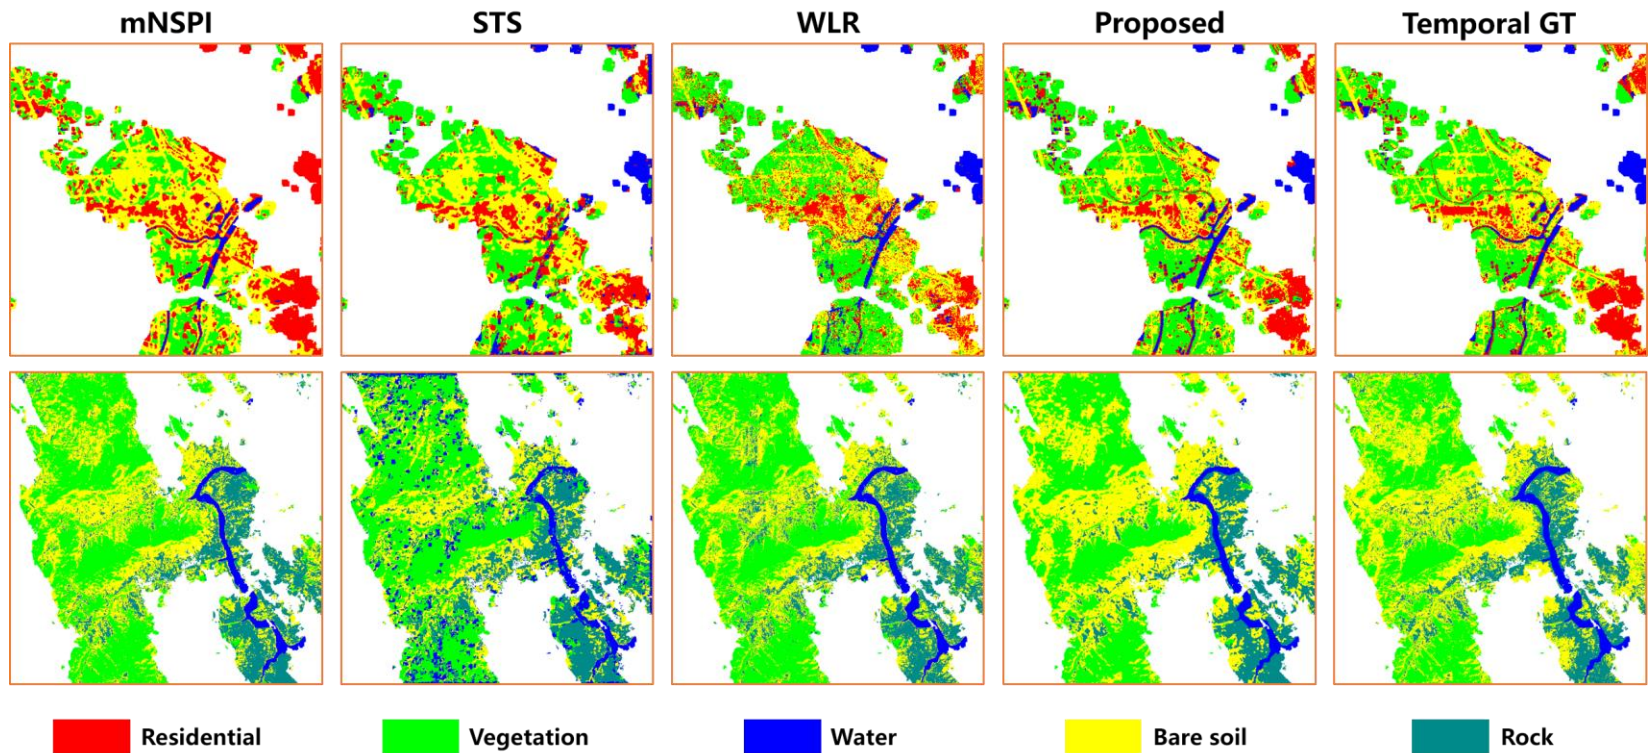 mNSPI STS WLR Proposed Temporal GT
Residential Vegetation Water Bare soil Rock